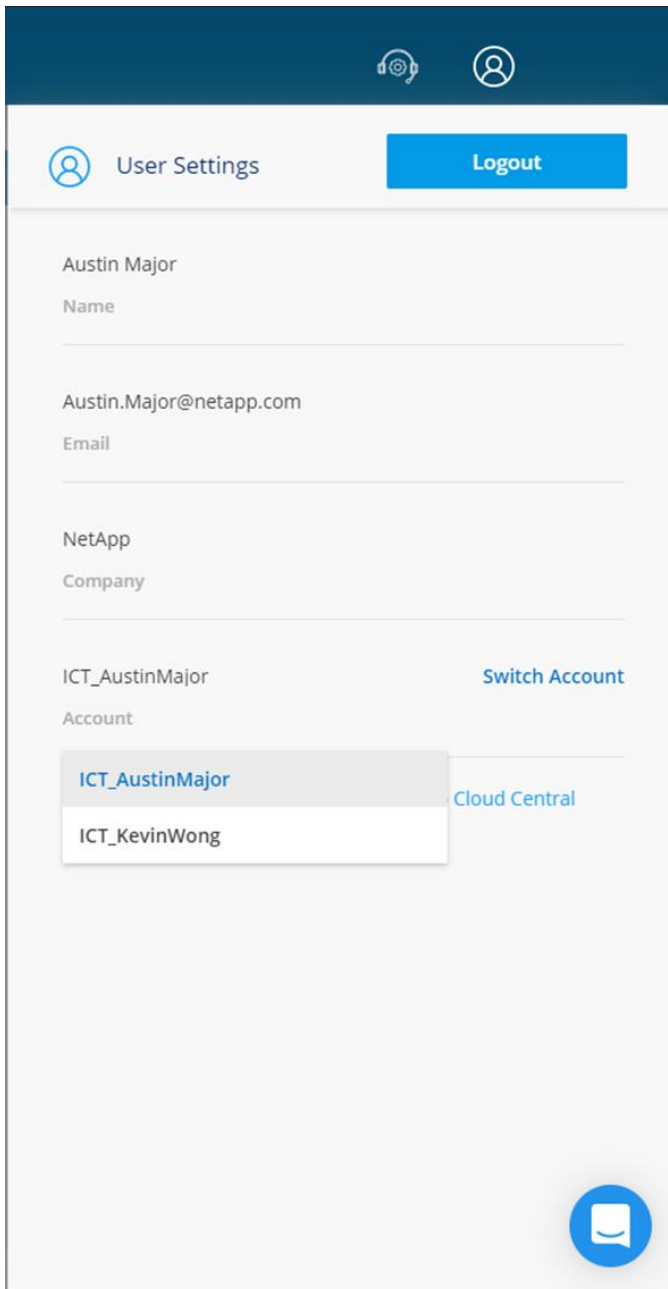 User Settings
Logout
Austin Major
Name
Austin.Major@netapp.com
Email
NetApp
Company
ICT_AustinMajor
Switch Account
Account
ICT_AustinMajor
Cloud Central
ICT_KevinWong